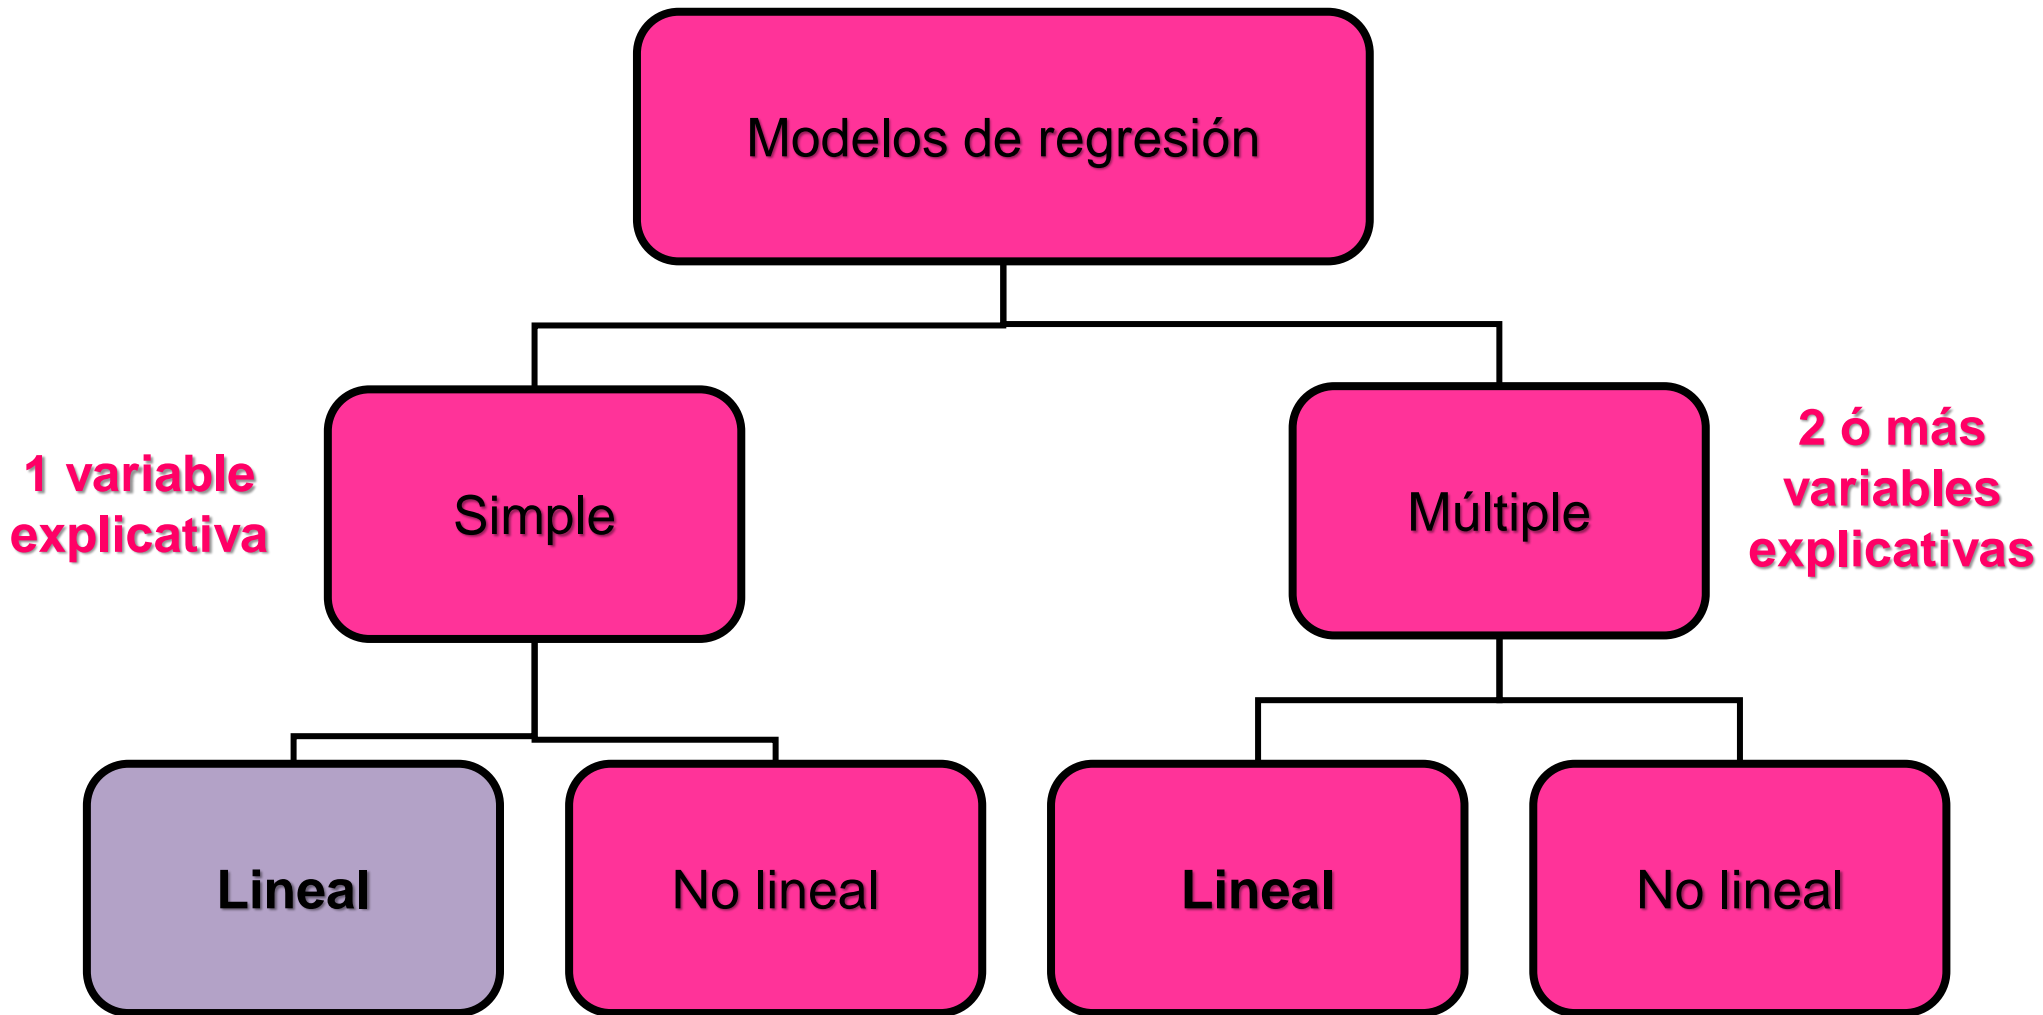 Modelos de regresión
1 variable
explicativa
Simple
Múltiple
2 ó más
variables
explicativas
Lineal
No lineal
Lineal
No lineal